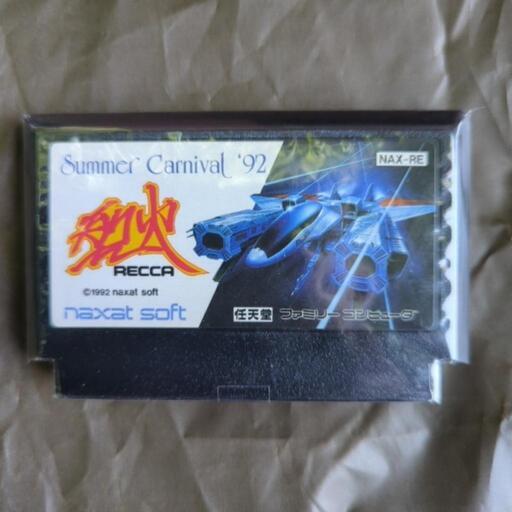 Summer Carnival '92
NAX-RE
烈火
RECCA
©1992 naxat soft
naxat soft
任天堂 ファミリー コンピュータ